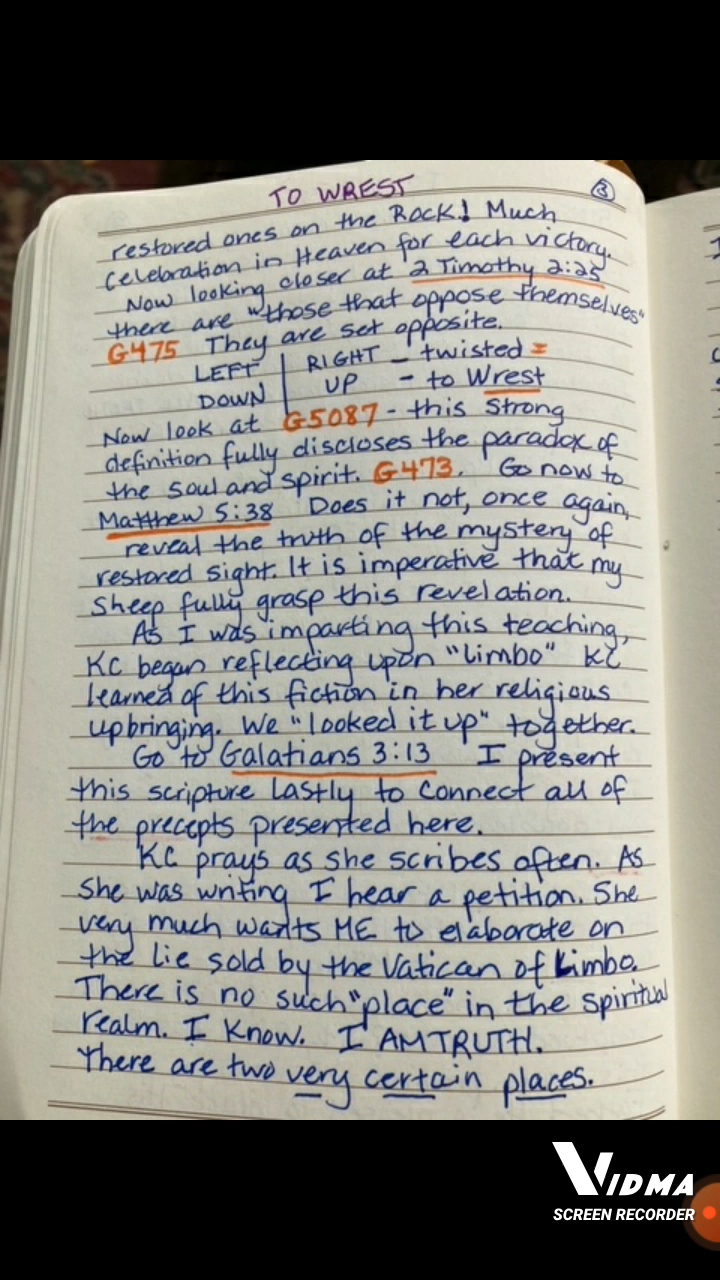 TO WREST
3
restored ones on the Rock! Much
celebration in Heaven for each victory.
Now looking closer at 2 Timothy 2:25
there are "those that oppose themselves"
G475 They are set opposite.
LEFT | RIGHT - twisted =
DOWN | UP - to Wrest
Now look at G5087 - this Strong
definition fully discloses the paradox of
the soul and spirit. G473. Go now to
Matthew 5:38 Does it not, once again,
reveal the truth of the mystery of
restored sight. It is imperative that my
sheep fully grasp this revelation.
As I was imparting this teaching,
KC began reflecting upon "limbo" KC
learned of this fiction in her religious
upbringing. We "looked it up" together.
Go to Galatians 3:13 I present
this scripture lastly to connect all of
the precepts presented here.
KC prays as she scribes often. As
she was writing I hear a petition. She
very much wants ME to elaborate on
the lie sold by the Vatican of Limbo.
There is no such "place" in the spiritual
realm. I know. I AM TRUTH.
There are two very certain places.
VIDMA
SCREEN RECORDER